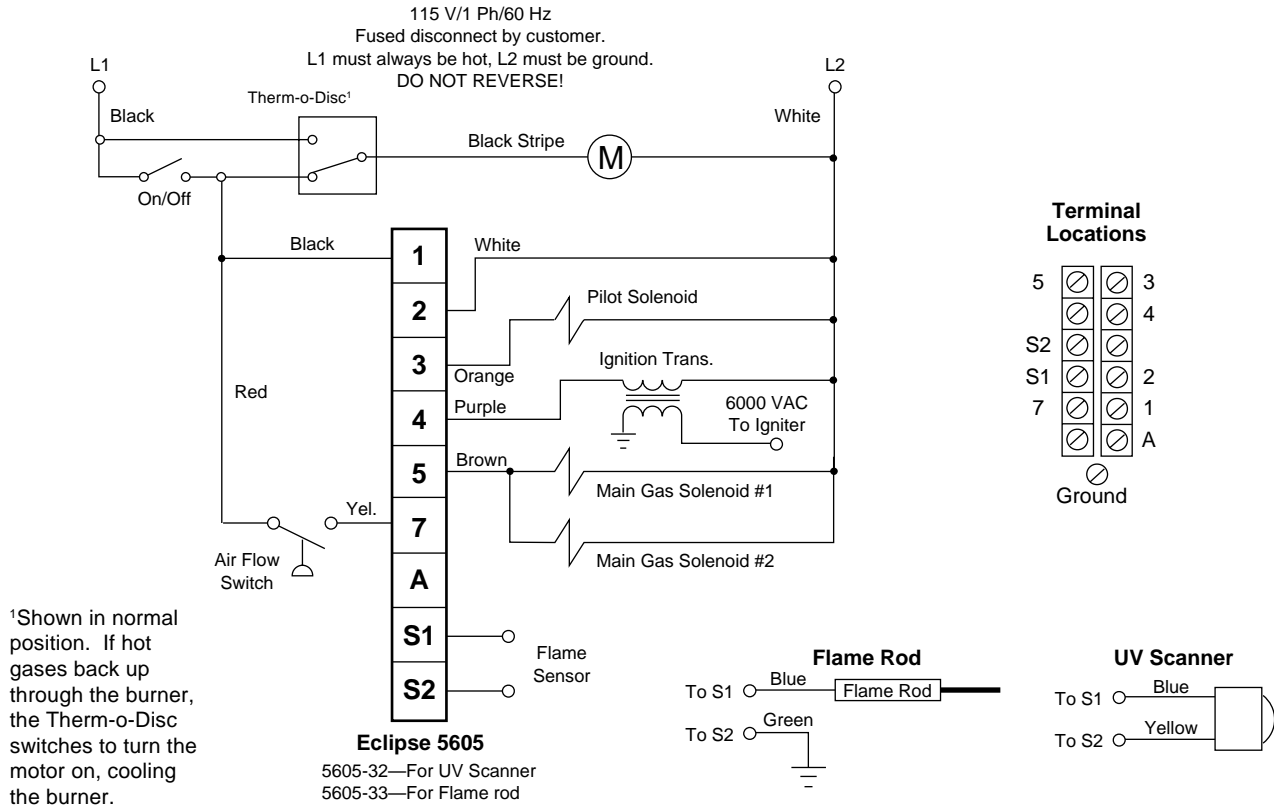 115 V/1 Ph/60 Hz
Fused disconnect by customer.
L1 must always be hot, L2 must be ground.
DO NOT REVERSE!
L1
L2
Black
Therm-o-Disc¹
White
Black Stripe
M
On/Off
Black
1
White
2
Pilot Solenoid
3
Orange
Ignition Trans.
Red
4
Purple
6000 VAC
To Igniter
5
Brown
Main Gas Solenoid #1
7
Yel.
Air Flow
Switch
Main Gas Solenoid #2
A
S1
S2
Flame
Sensor
Eclipse 5605
5605-32—For UV Scanner
5605-33—For Flame rod
¹Shown in normal
position. If hot
gases back up
through the burner,
the Therm-o-Disc
switches to turn the
motor on, cooling
the burner.
Terminal
Locations
5 3
4
S2
S1 2
7 1
A
Ground
Flame Rod
To S1 Blue Flame Rod
To S2 Green
UV Scanner
To S1 Blue
To S2 Yellow